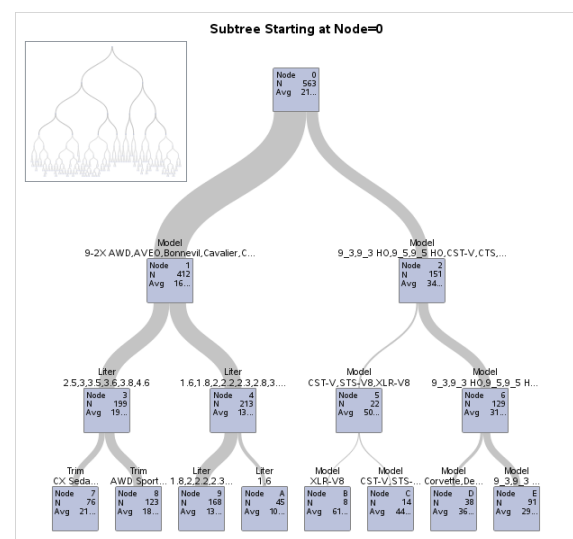 Subtree Starting at Node=0
Node 0
N 563
Avg 21...
Model
9-2X AWD,AVEO,Bonnevil,Cavalier,C...
Node 1
N 412
Avg 16...
Model
9_3,9_3 HO,9_5,9_5 HO,CST-V,CTS,...
Node 2
N 151
Avg 34...
Liter
2.5,3,3.5,3.6,3.8,4.6
Node 3
N 199
Avg 19...
Liter
1.6,1.8,2,2.2,2.3,2.8,3....
Node 4
N 213
Avg 13...
Model
CST-V,STS-V8,XLR-V8
Node 5
N 22
Avg 50...
Model
9_3,9_3 HO,9_5,9_5 H...
Node 6
N 129
Avg 31...
Trim
CX Seda...
Node 7
N 76
Avg 21...
Trim
AWD Sport...
Node 8
N 123
Avg 18...
Liter
1.8,2,2.2,2.3...
Node 9
N 168
Avg 13...
Liter
1.6
Node A
N 45
Avg 10...
Model
XLR-V8
Node B
N 8
Avg 61...
Model
CST-V,STS-...
Node C
N 14
Avg 44...
Model
Corvette,De...
Node D
N 38
Avg 36...
Model
9_3,9_3 ...
Node E
N 91
Avg 29...